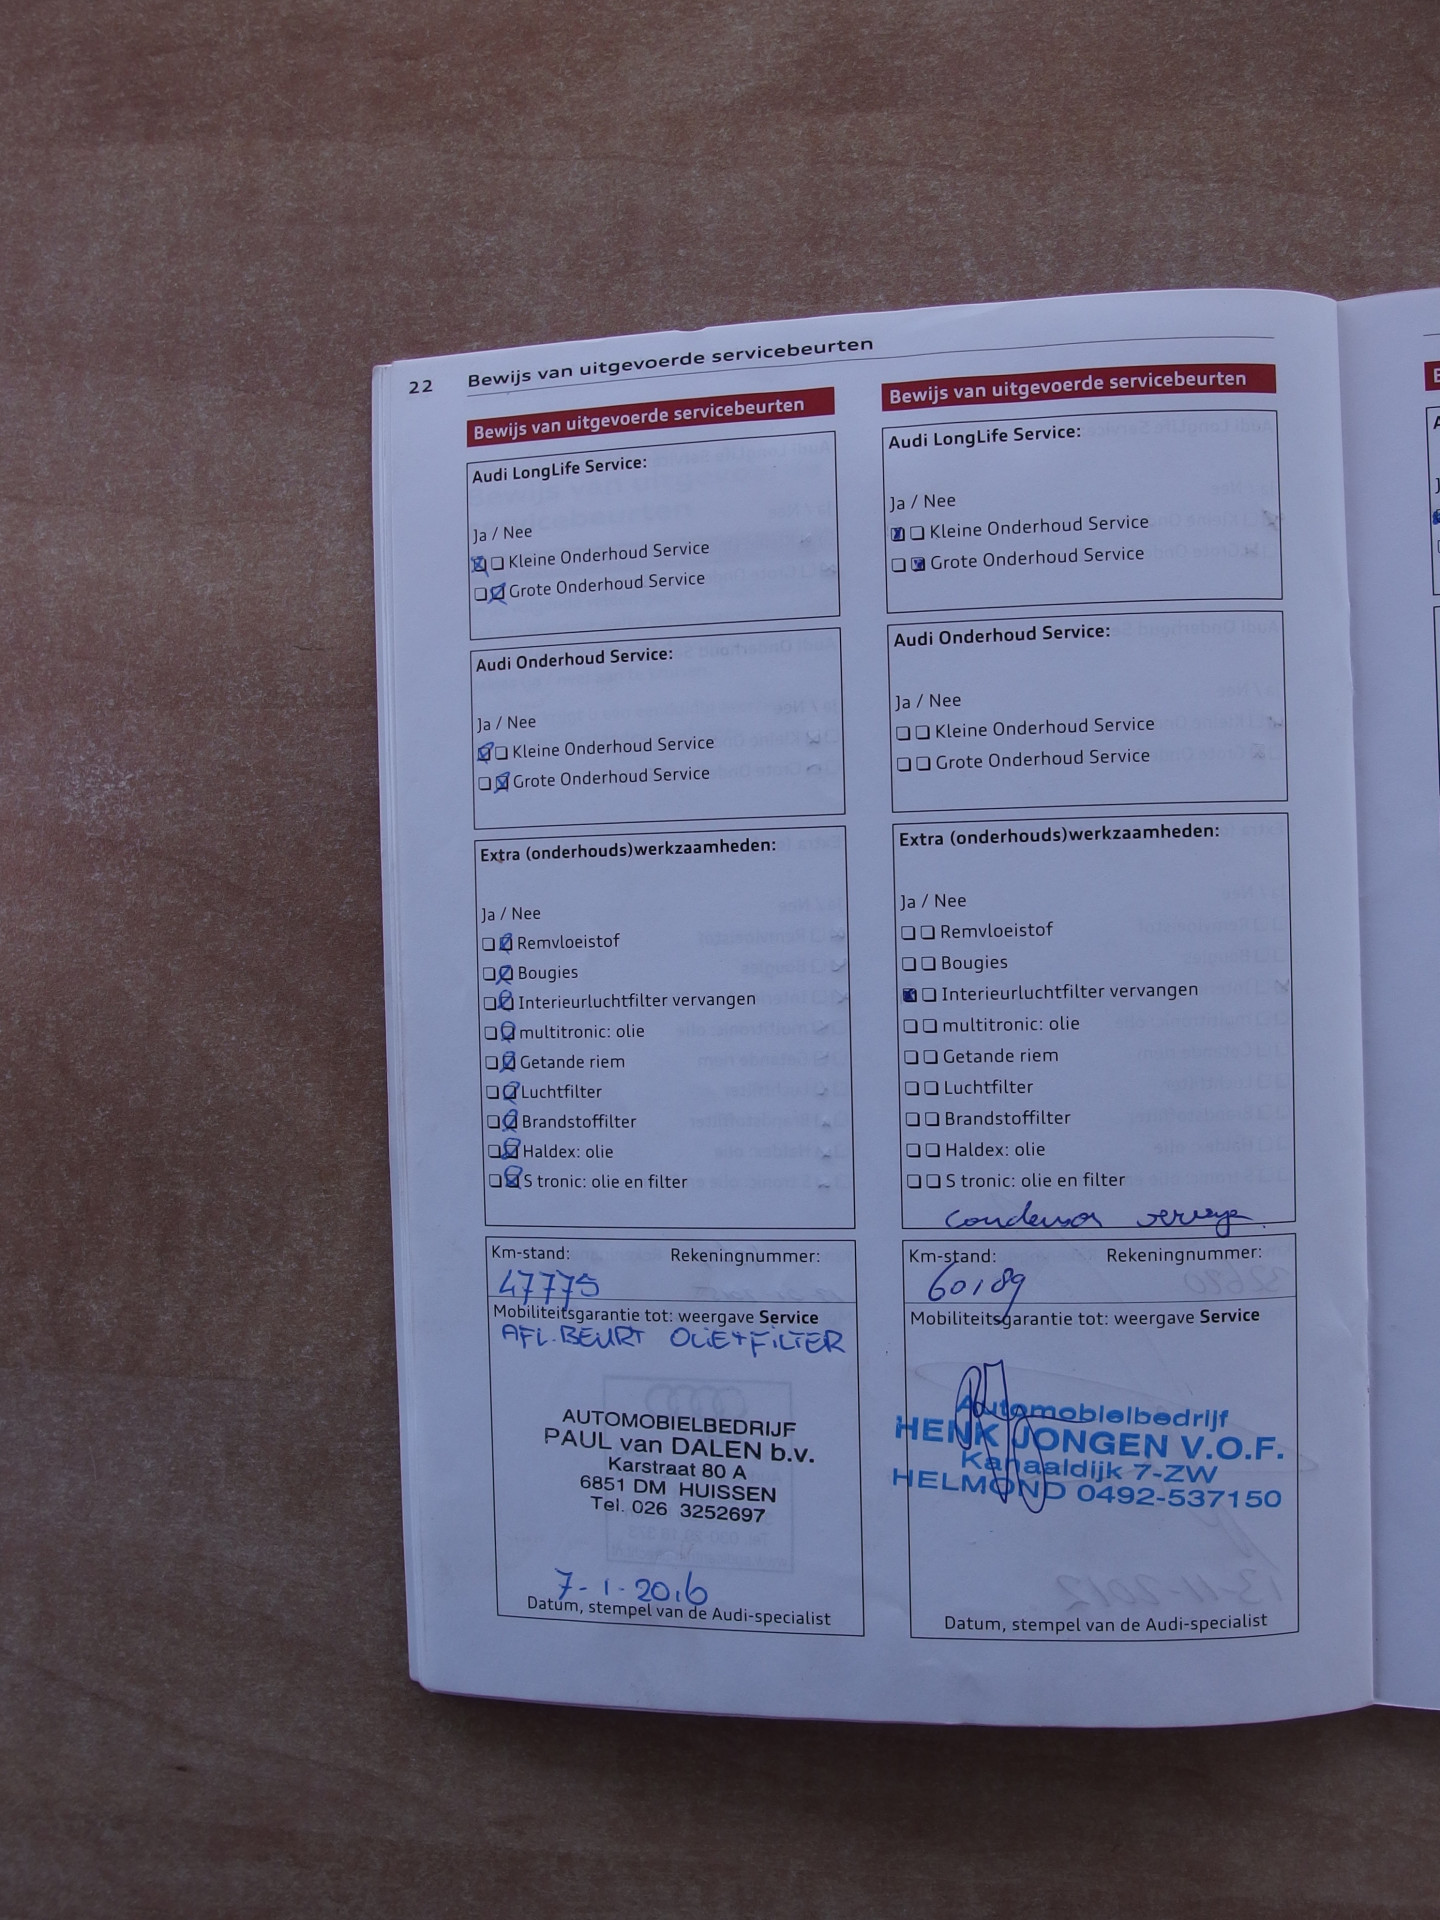 22 Bewijs van uitgevoerde servicebeurten
Bewijs van uitgevoerde servicebeurten
Audi LongLife Service:
Ja / Nee
Kleine Onderhoud Service
Grote Onderhoud Service
Audi Onderhoud Service:
Ja / Nee
Kleine Onderhoud Service
Grote Onderhoud Service
Extra (onderhouds)werkzaamheden:
Ja / Nee
Remvloeistof
Bougies
Interieurluchtfilter vervangen
multitronic: olie
Getande riem
Luchtfilter
Brandstoffilter
Haldex: olie
S tronic: olie en filter
Km-stand: Rekeningnummer:
47775
Mobiliteitsgarantie tot: weergave Service
AFL.BEURT OLIE+FILTER
AUTOMOBIELBEDRIJF
PAUL van DALEN b.v.
Karstraat 80 A
6851 DM HUISSEN
Tel. 026 3252697
7-1-2016
Datum, stempel van de Audi-specialist
Bewijs van uitgevoerde servicebeurten
Audi LongLife Service:
Ja / Nee
Kleine Onderhoud Service
Grote Onderhoud Service
Audi Onderhoud Service:
Ja / Nee
Kleine Onderhoud Service
Grote Onderhoud Service
Extra (onderhouds)werkzaamheden:
Ja / Nee
Remvloeistof
Bougies
Interieurluchtfilter vervangen
multitronic: olie
Getande riem
Luchtfilter
Brandstoffilter
Haldex: olie
S tronic: olie en filter
condensor
Km-stand: Rekeningnummer:
60189
Mobiliteitsgarantie tot: weergave Service
Automobielbedrijf
HENK JONGEN V.O.F.
Kanaaldijk 7-ZW
HELMOND 0492-537150
Datum, stempel van de Audi-specialist